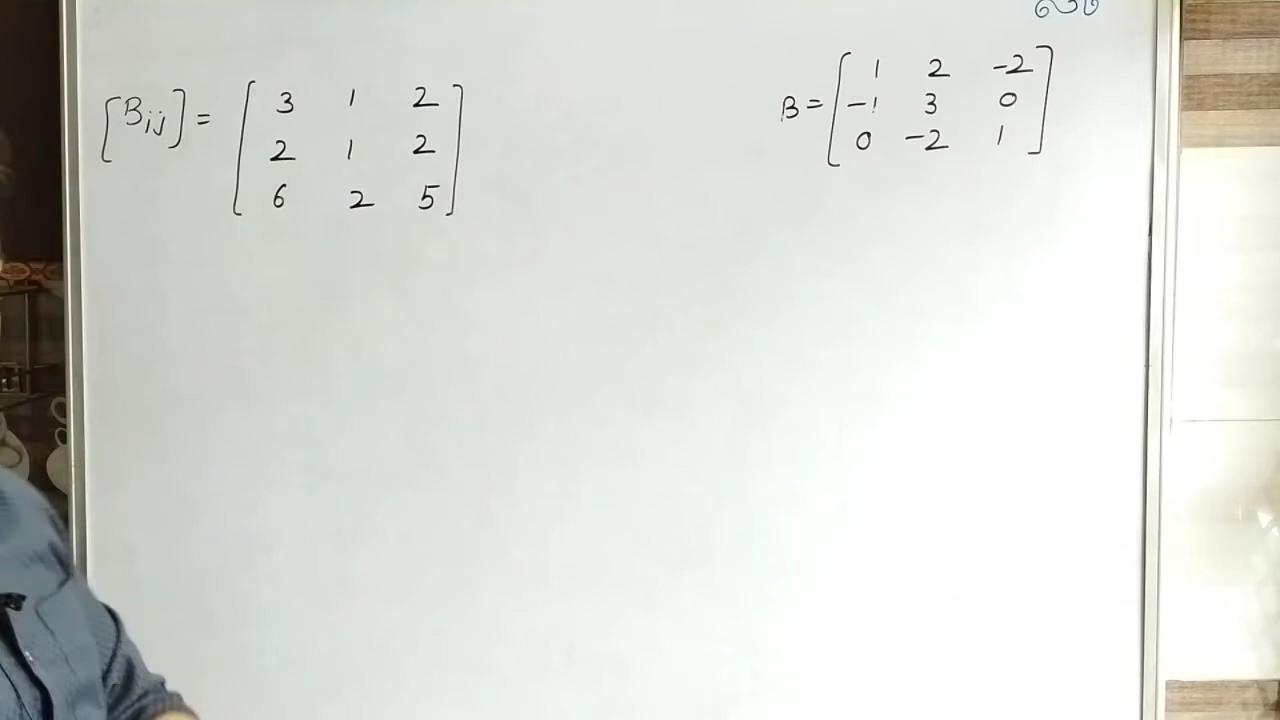 [Bij] = [ 3 1 2
2 1 2
6 2 5 ]
B = [ 1 2 -2
-1 3 0
0 -2 1 ]